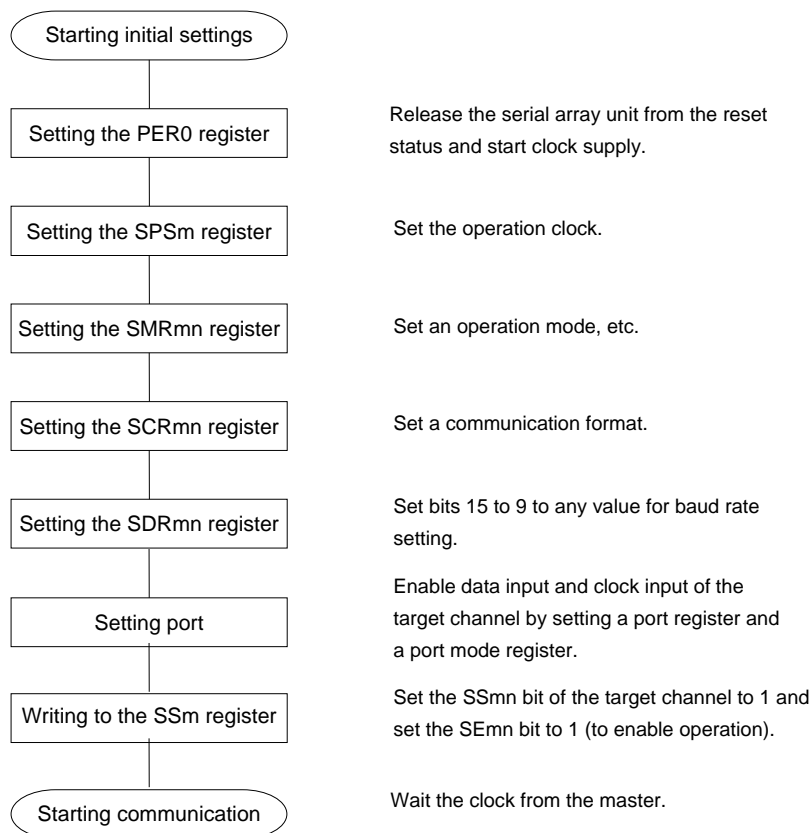 Starting initial settings
Setting the PER0 register
Release the serial array unit from the reset
status and start clock supply.
Setting the SPSm register
Set the operation clock.
Setting the SMRmn register
Set an operation mode, etc.
Setting the SCRmn register
Set a communication format.
Setting the SDRmn register
Set bits 15 to 9 to any value for baud rate
setting.
Setting port
Enable data input and clock input of the
target channel by setting a port register and
a port mode register.
Writing to the SSm register
Set the SSmn bit of the target channel to 1 and
set the SEmn bit to 1 (to enable operation).
Starting communication
Wait the clock from the master.